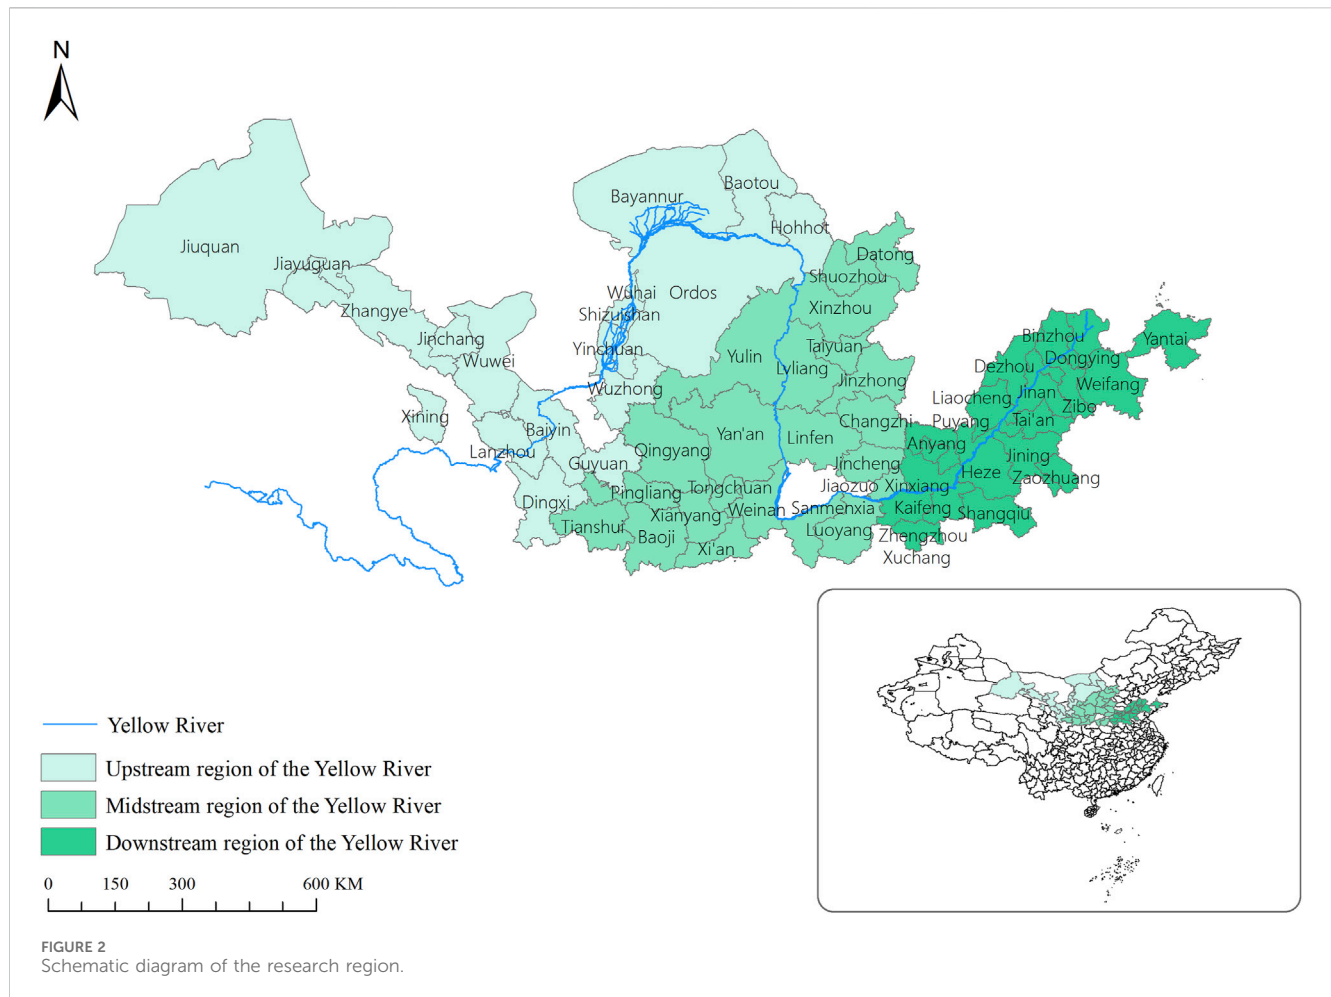 N
Baotou
Bayannur
Hohhot
Jiuquan
Datong
Jiayuguan
Shuozhou
Wuhai
Ordos
Zhangye
Xinzhou
Shizuishan
Jinchang
Binzhou
Yantai
Taiyuan
Yinchuan
Yulin
Dongying
Wuwei
Lvliang
Dezhou
Jinzhong
Weifang
Wuzhong
Jinan
Liaocheng
Zibo
Xining
Changzhi
Puyang
Tai'an
Baiyin
Yan'an
Linfen
Anyang
Lanzhou
Qingyang
Jining
Guyuan
Jincheng
Heze
Zaozhuang
Jiaozuo
Xinxiang
Pingliang
Tongchuan
Dingxi
Weinan
Sanmenxia
Kaifeng
Shangqiu
Xianyang
Tianshui
Luoyang
Baoji
Zhengzhou
Xi'an
Xuchang
Yellow River
Upstream region of the Yellow River
Midstream region of the Yellow River
Downstream region of the Yellow River
0 150 300 600 KM
FIGURE 2
Schematic diagram of the research region.